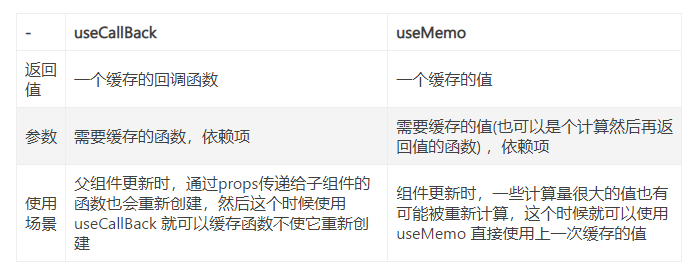 - useCallBack useMemo
返回
值 一个缓存的回调函数 一个缓存的值
参数 需要缓存的函数，依赖项 需要缓存的值(也可以是个计算然后再返
回值的函数) ，依赖项
使用
场景
父组件更新时，通过props传递给子组件的
函数也会重新创建，然后这个时候使用
useCallBack 就可以缓存函数不使它重新创
建
组件更新时，一些计算量很大的值也有
可能被重新计算，这个时候就可以使用
useMemo 直接使用上一次缓存的值